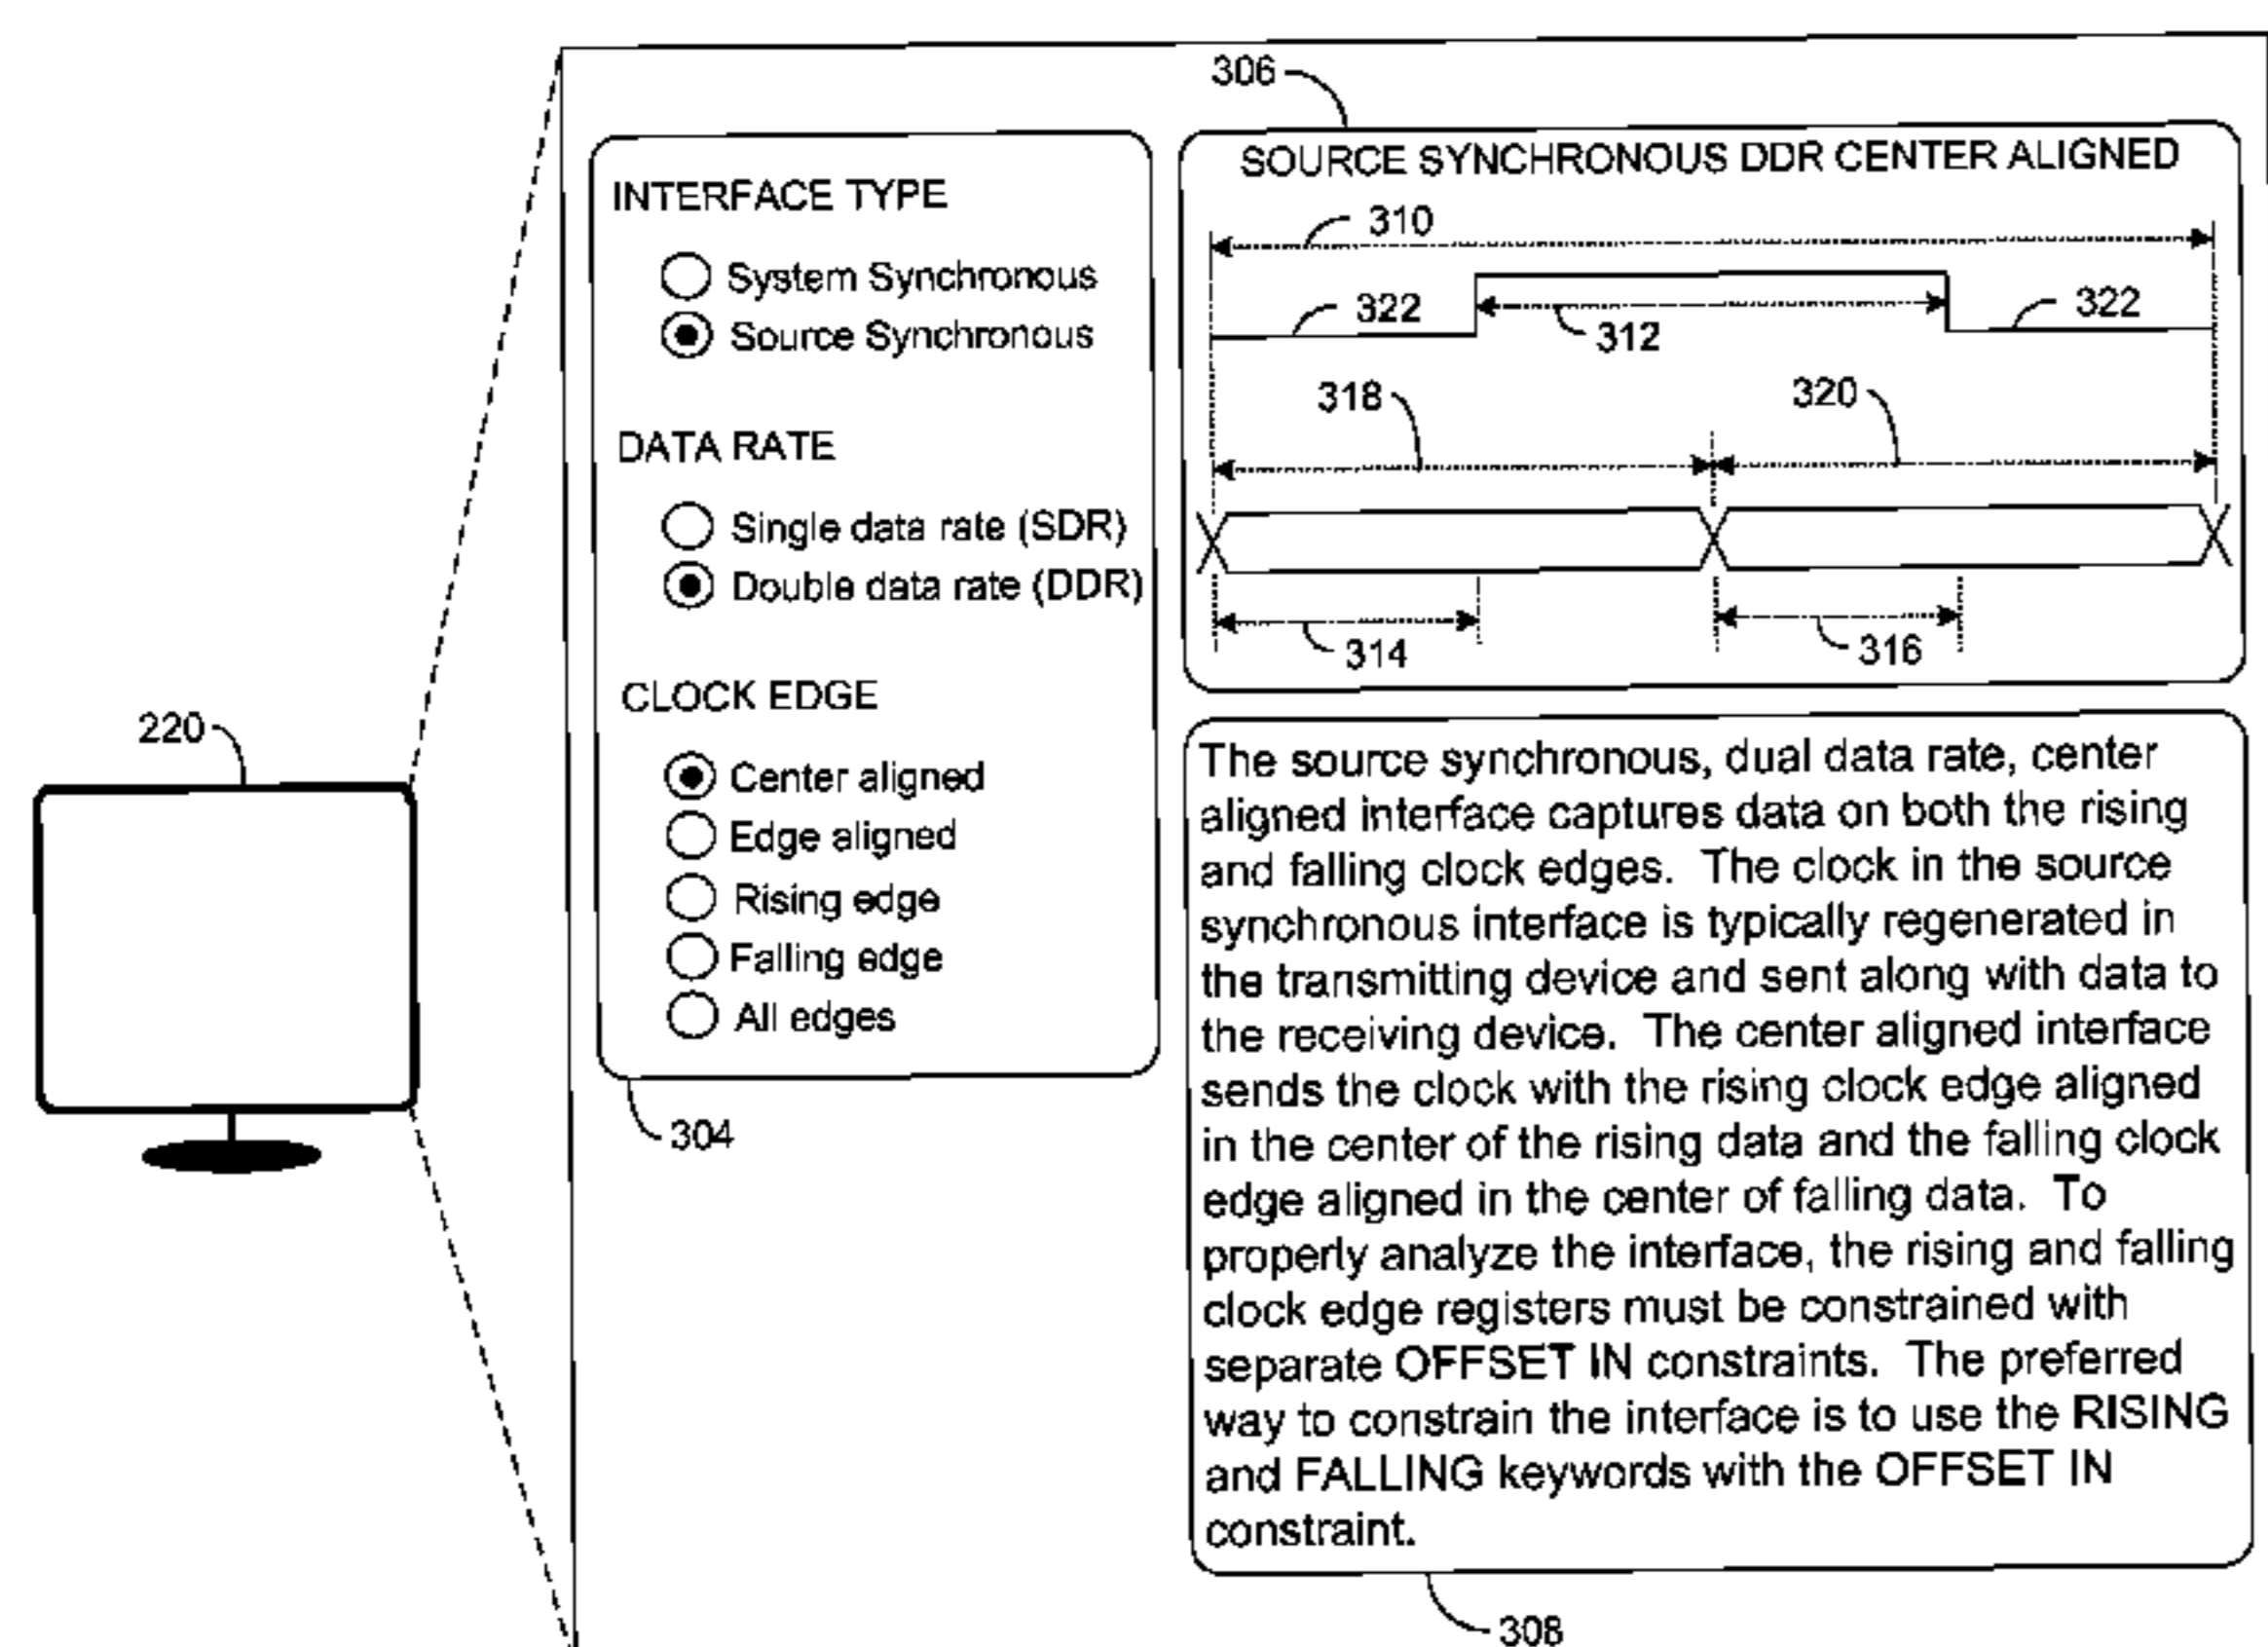 220
INTERFACE TYPE
System Synchronous
Source Synchronous
DATA RATE
Single data rate (SDR)
Double data rate (DDR)
CLOCK EDGE
Center aligned
Edge aligned
Rising edge
Falling edge
All edges
304
306
SOURCE SYNCHRONOUS DDR CENTER ALIGNED
310
322
312
322
318
320
314
316
The source synchronous, dual data rate, center
aligned interface captures data on both the rising
and falling clock edges. The clock in the source
synchronous interface is typically regenerated in
the transmitting device and sent along with data to
the receiving device. The center aligned interface
sends the clock with the rising clock edge aligned
in the center of the rising data and the falling clock
edge aligned in the center of falling data. To
properly analyze the interface, the rising and falling
clock edge registers must be constrained with
separate OFFSET IN constraints. The preferred
way to constrain the interface is to use the RISING
and FALLING keywords with the OFFSET IN
constraint.
308